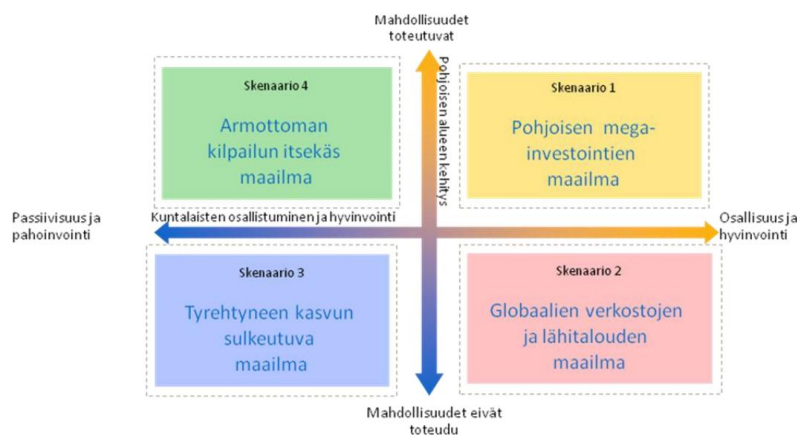 Mahdollisuudet
toteutuvat
Skenaario 4
Armottoman
kilpailun itsekäs
maailma
Pohjoisen alueen kehitys
Skenaario 1
Pohjoisen mega-
investointien
maailma
Passiivisuus ja
pahoinvointi
Kuntalaisten osallistuminen ja hyvinvointi
Osallisuus ja
hyvinvointi
Skenaario 3
Tyrehtyneen kasvun
sulkeutuva
maailma
Skenaario 2
Globaalien verkostojen
ja lähitalouden
maailma
Mahdollisuudet eivät
toteudu